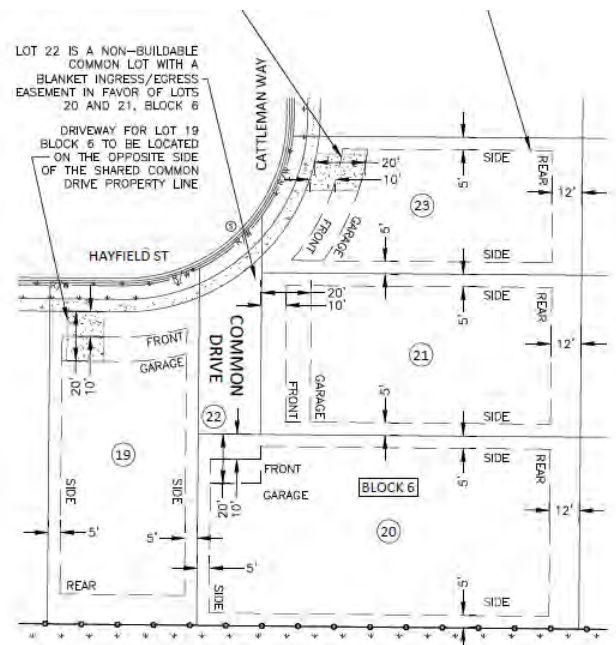 LOT 22 IS A NON-BUILDABLE
COMMON LOT WITH A
BLANKET INGRESS/EGRESS
EASEMENT IN FAVOR OF LOTS
20 AND 21, BLOCK 6
DRIVEWAY FOR LOT 19
BLOCK 6 TO BE LOCATED
ON THE OPPOSITE SIDE
OF THE SHARED COMMON
DRIVE PROPERTY LINE
CATTLEMAN WAY
HAYFIELD ST
S
20'
10'
SIDE
REAR
5'
12'
23
FRONT
GARAGE
5'
SIDE
20'
10'
SIDE
REAR
COMMON
DRIVE
21
12'
FRONT
GARAGE
5'
SIDE
22
FRONT
GARAGE
20'
10'
19
SIDE
SIDE
5'
5'
REAR
FRONT
GARAGE
10'
20'
BLOCK 6
5'
SIDE
REAR
20
12'
5'
SIDE
5'
SIDE